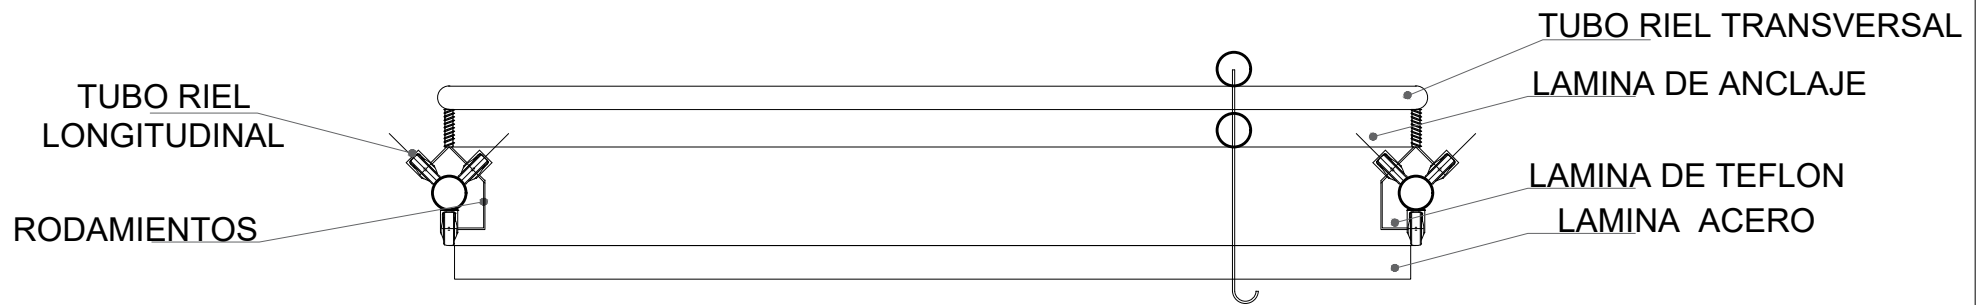 TUBO RIEL TRANSVERSAL
LAMINA DE ANCLAJE
TUBO RIEL
LONGITUDINAL
LAMINA DE TEFLON
LAMINA ACERO
RODAMIENTOS